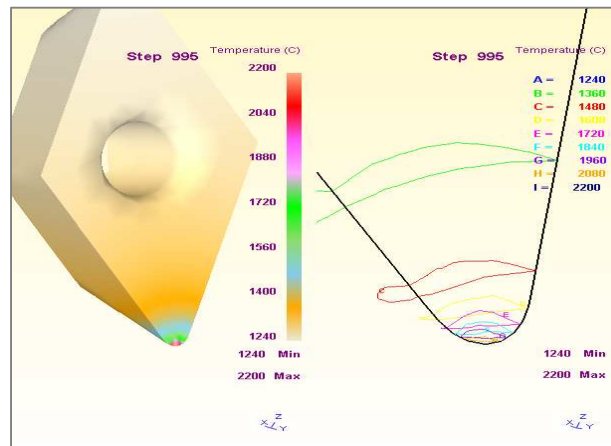 Step 995
Temperature (C)
2200
2040
1880
1720
1560
1400
1240
1240 Min
2200 Max
Z
X Y
Step 995
Temperature (C)
A = 1240
B = 1360
C = 1480
D = 1600
E = 1720
F = 1840
G = 1960
H = 2080
I = 2200
C
E
1240 Min
2200 Max
Z
X Y